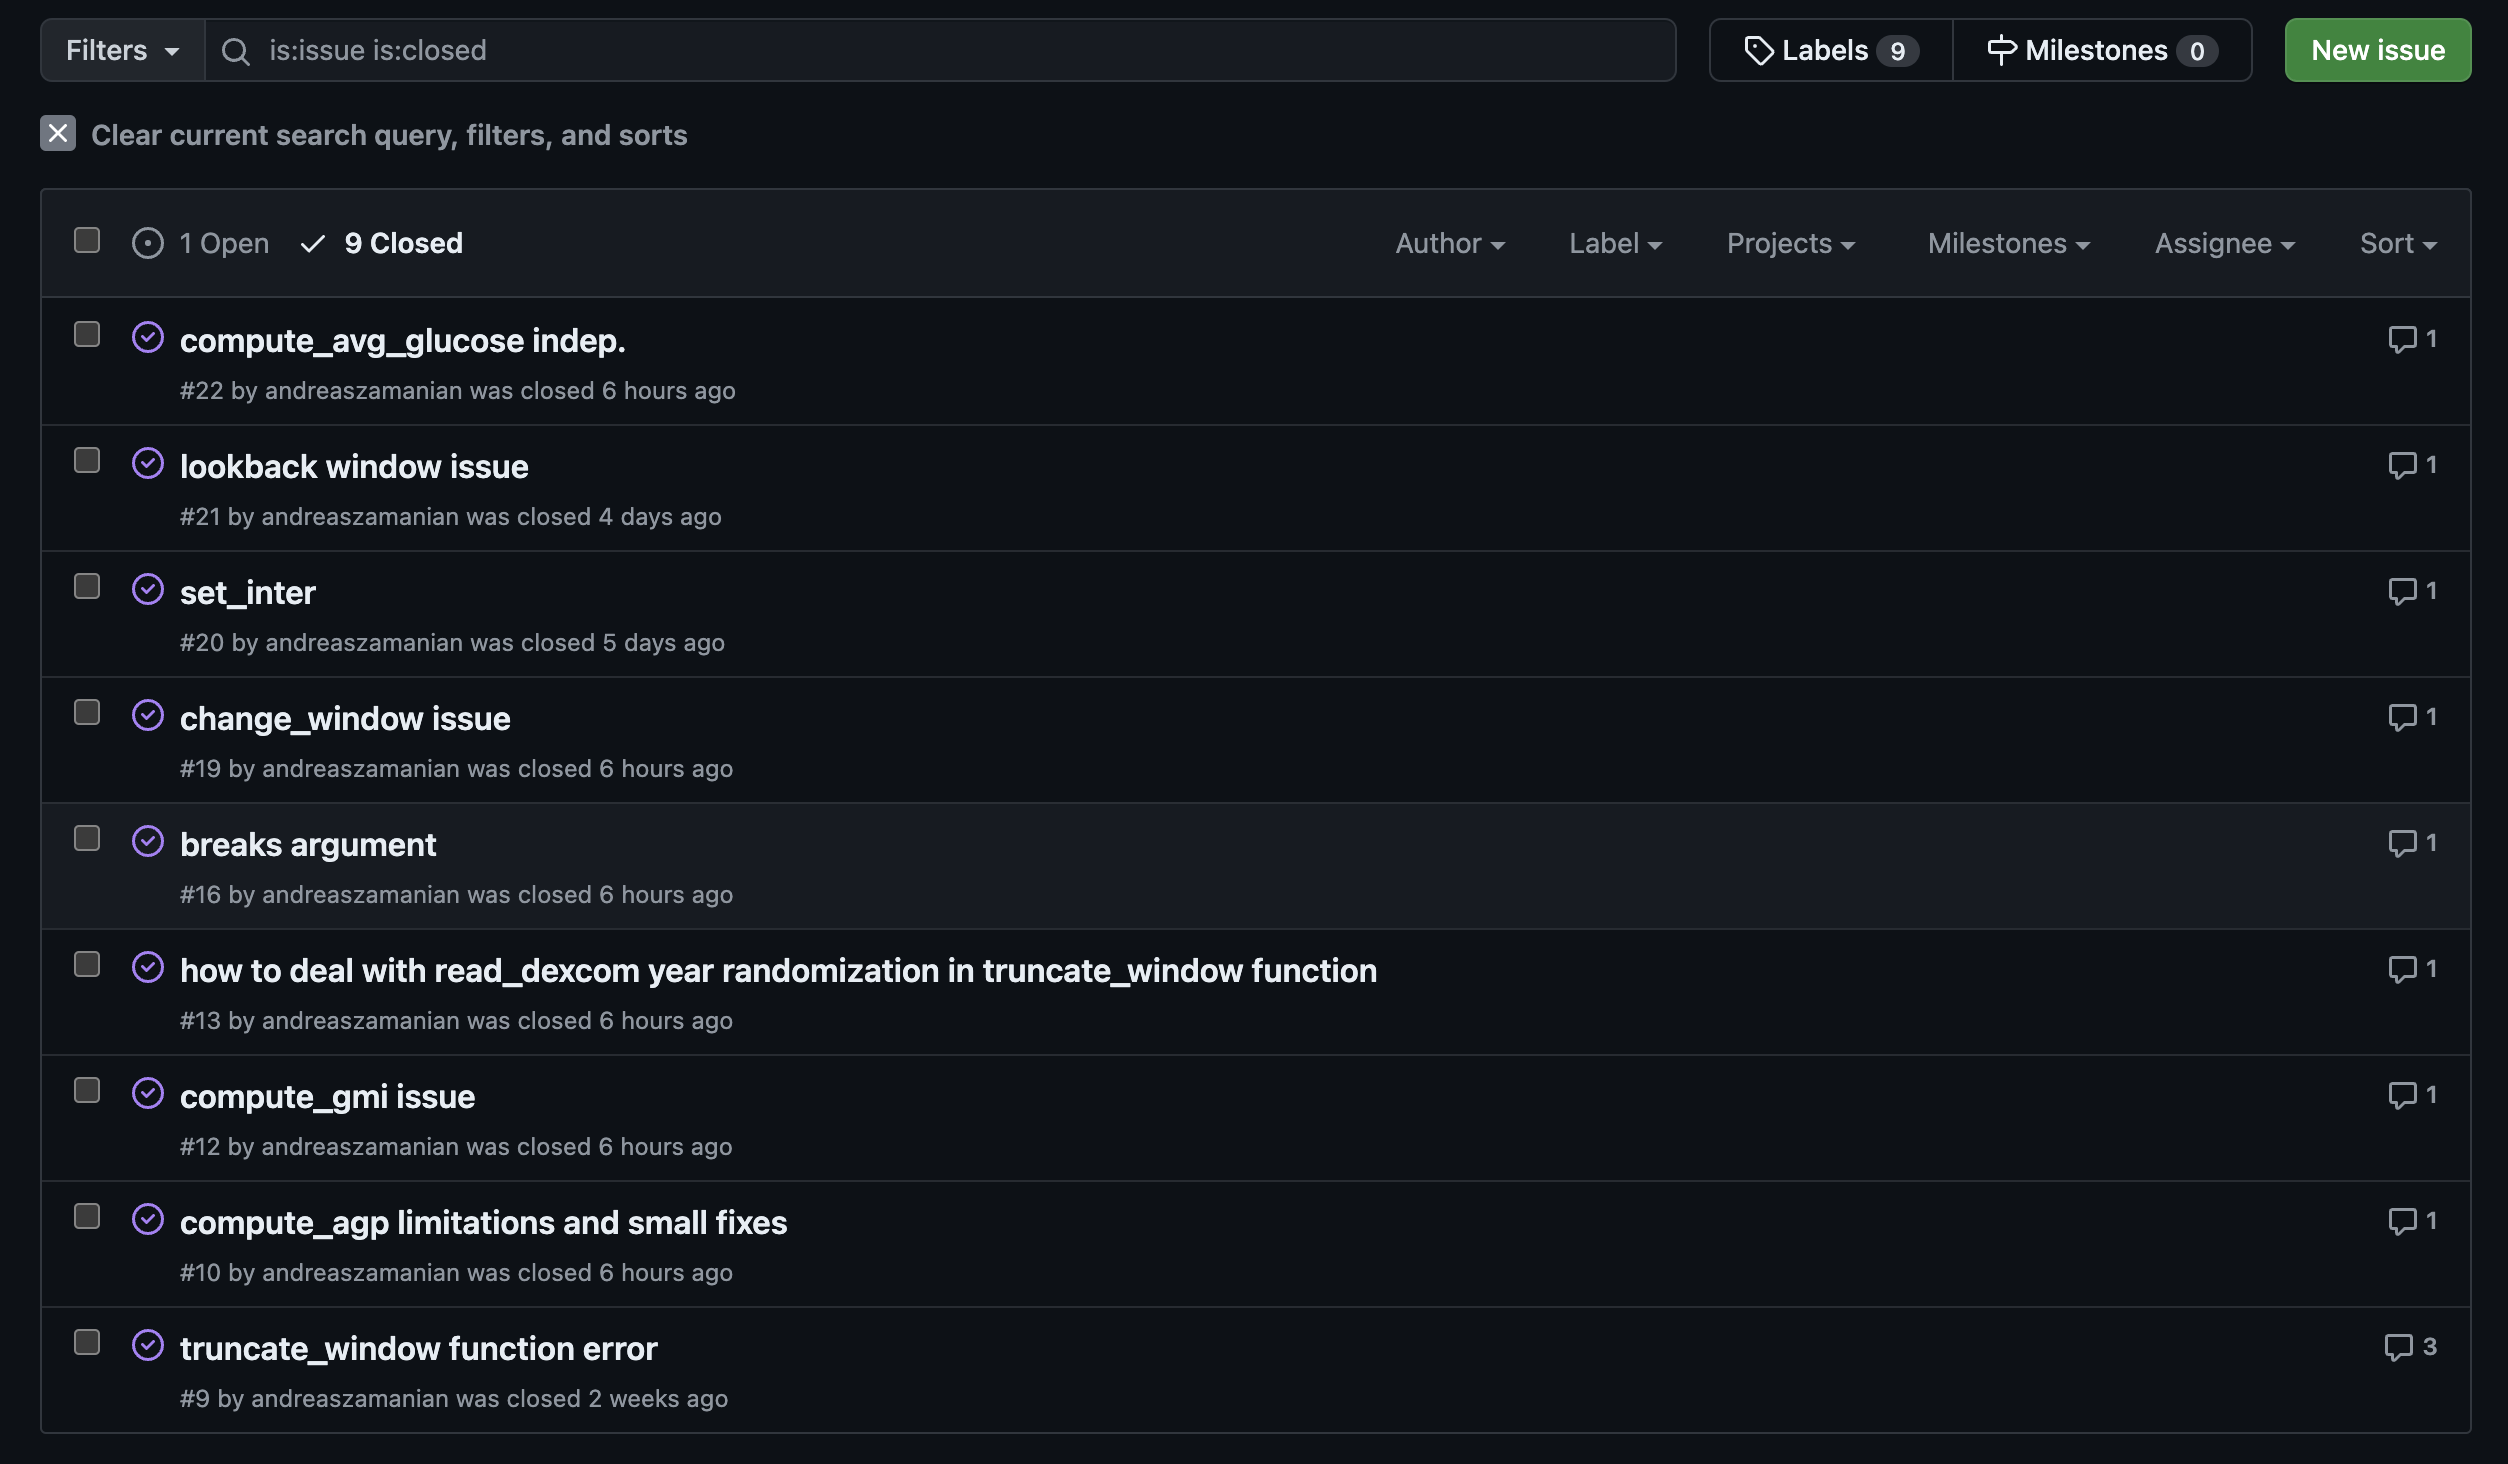 Filters
is:issue is:closed
Labels 9
Milestones 0
New issue
Clear current search query, filters, and sorts
1 Open
9 Closed
Author
Label
Projects
Milestones
Assignee
Sort
compute_avg_glucose indep.
1
#22 by andreaszamanian was closed 6 hours ago
lookback window issue
1
#21 by andreaszamanian was closed 4 days ago
set_inter
1
#20 by andreaszamanian was closed 5 days ago
change_window issue
1
#19 by andreaszamanian was closed 6 hours ago
breaks argument
1
#16 by andreaszamanian was closed 6 hours ago
how to deal with read_dexcom year randomization in truncate_window function
1
#13 by andreaszamanian was closed 6 hours ago
compute_gmi issue
1
#12 by andreaszamanian was closed 6 hours ago
compute_agp limitations and small fixes
1
#10 by andreaszamanian was closed 6 hours ago
truncate_window function error
3
#9 by andreaszamanian was closed 2 weeks ago